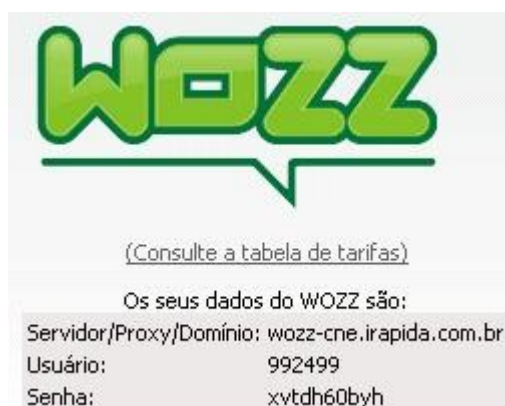 WOZZ
(Consulte a tabela de tarifas)
Os seus dados do WOZZ são:
Servidor/Proxy/Domínio: wozz-cne.irapida.com.br
Usuário: 992499
Senha: xvtdh60byh